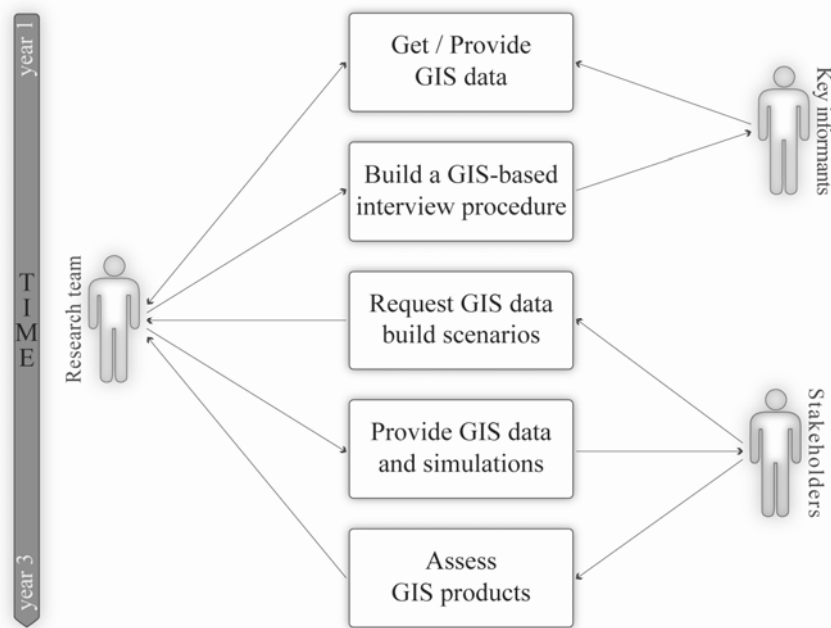 year 1
TIME
year 3
Research team
Get / Provide
GIS data
Build a GIS-based
interview procedure
Request GIS data
build scenarios
Provide GIS data
and simulations
Assess
GIS products
Key informants
Stakeholders